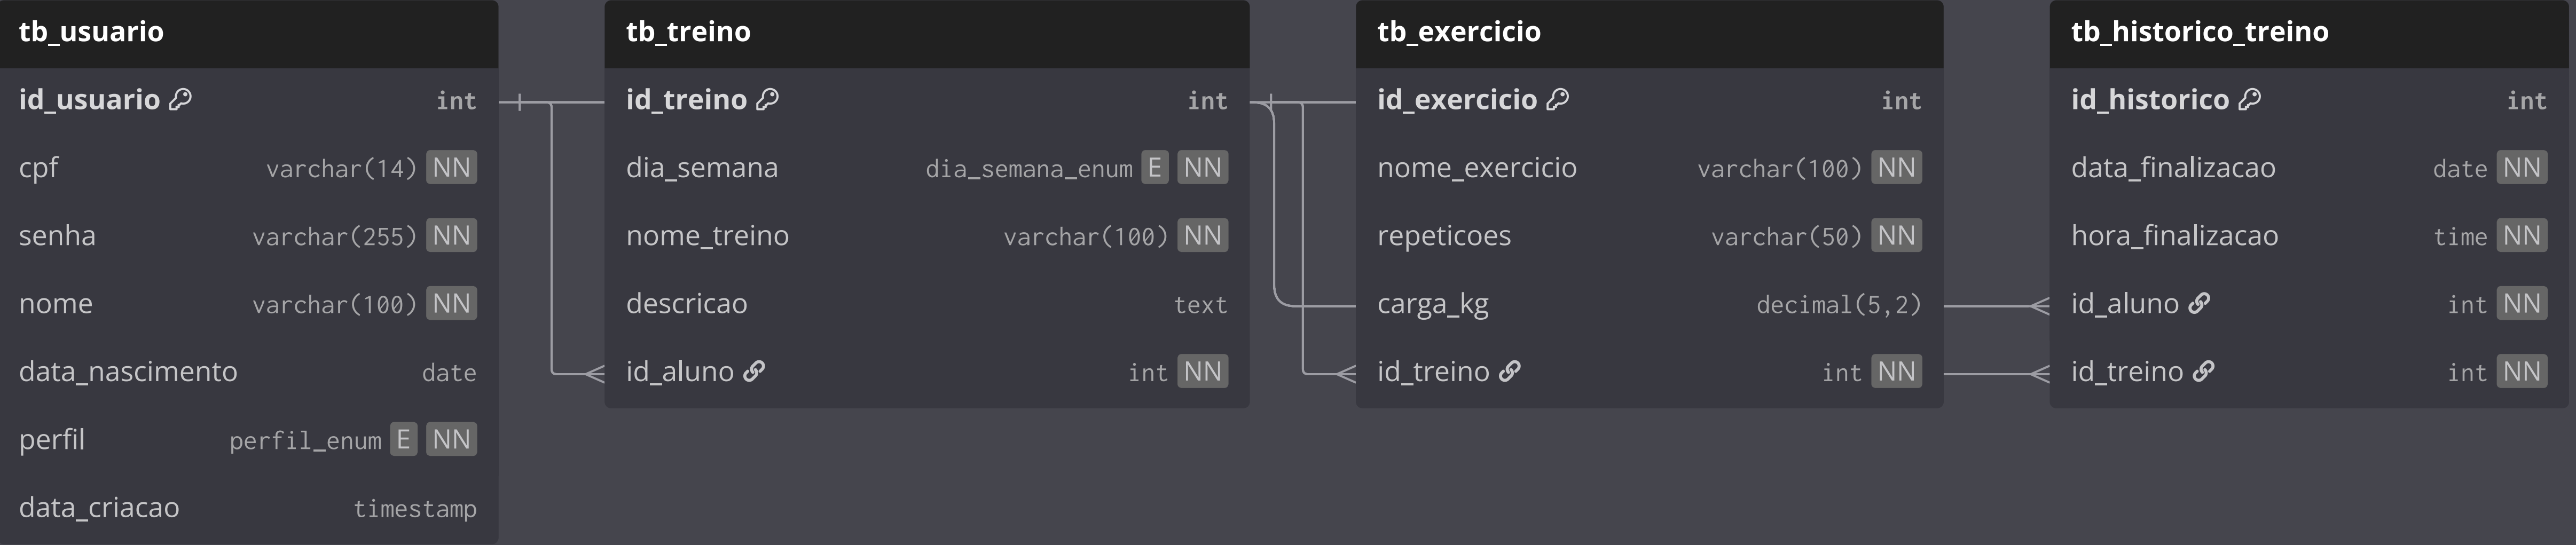 tb_usuario
id_usuario int
cpf varchar(14) NN
senha varchar(255) NN
nome varchar(100) NN
data_nascimento date
perfil perfil_enum E NN
data_criacao timestamp
tb_treino
id_treino int
dia_semana dia_semana_enum E NN
nome_treino varchar(100) NN
descricao text
id_aluno int NN
tb_exercicio
id_exercicio int
nome_exercicio varchar(100) NN
repeticoes varchar(50) NN
carga_kg decimal(5,2)
id_treino int NN
tb_historico_treino
id_historico int
data_finalizacao date NN
hora_finalizacao time NN
id_aluno int NN
id_treino int NN